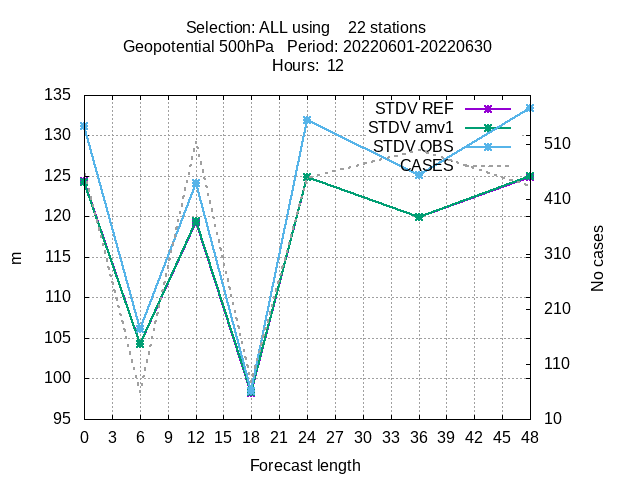 Selection: ALL using    22 stations
Geopotential 500hPa   Period: 20220601-20220630
Hours:  12
STDV REF
STDV amv1
STDV OBS
CASES
135
130
125
120
115
110
105
100
95
m
510
410
310
210
110
10
No cases
0 3 6 9 12 15 18 21 24 27 30 33 36 39 42 45 48
Forecast length